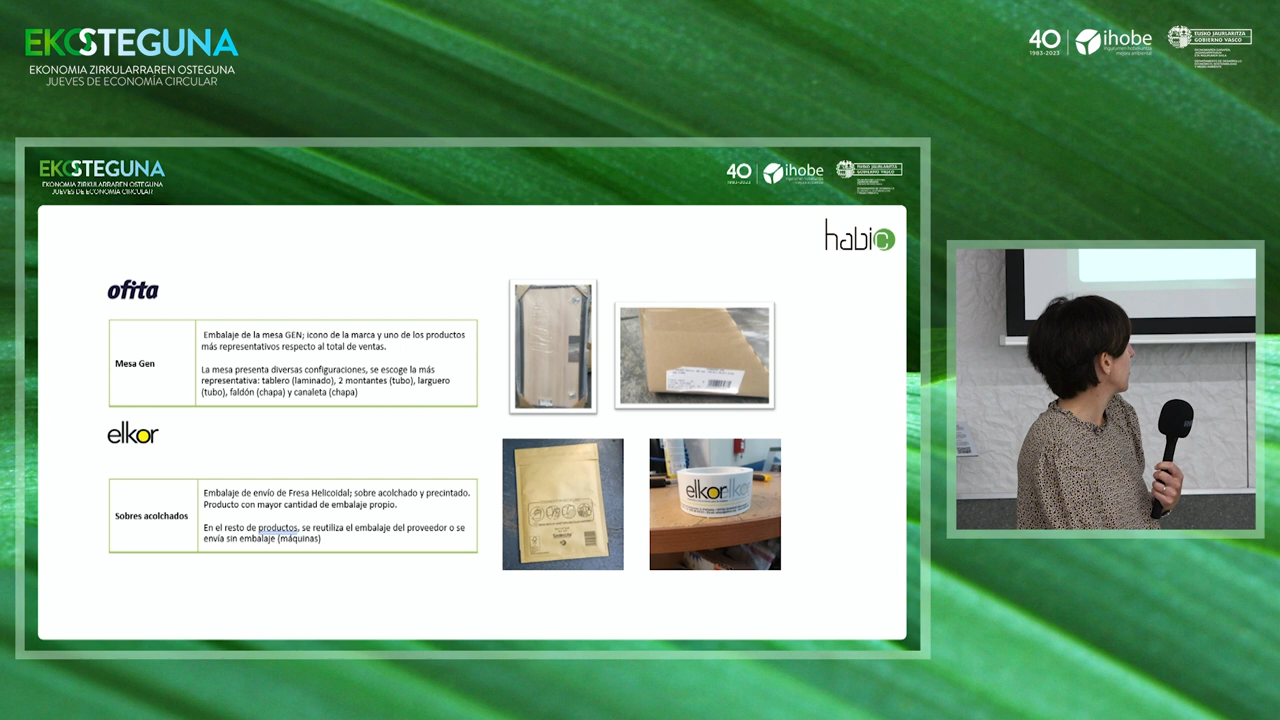 EKOSTEGUNA
EKONOMIA ZIRKULARRAREN OSTEGUNA
JUEVES DE ECONOMÍA CIRCULAR
40
1983-2023
ihobe
EUSKO JAURLARITZA
GOBIERNO VASCO
EKOSTEGUNA
EKONOMIA ZIRKULARRAREN OSTEGUNA
JUEVES DE ECONOMÍA CIRCULAR
40
1983-2023
ihobe
EUSKO JAURLARITZA
GOBIERNO VASCO
habic
ofita
Mesa Gen
Embalaje de la mesa GEN; icono de la marca y uno de los productos
más representativos respecto al total de ventas.
La mesa presenta diversas configuraciones, se escoge la más
representativa: tablero (laminado), 2 montantes (tubo), larguero
(tubo), faldón (chapa) y canaleta (chapa)
elkor
Sobres acolchados
Embalaje de envío de Fresa Helicoidal; sobre acolchado y precintado.
Producto con mayor cantidad de embalaje propio.
En el resto de productos, se reutiliza el embalaje del proveedor o se
envía sin embalaje (máquinas)
elkor